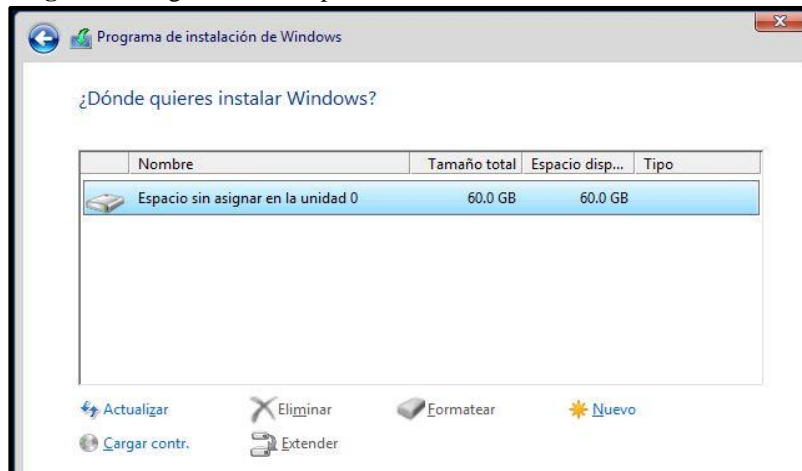 Programa de instalación de Windows
¿Dónde quieres instalar Windows?
Nombre Tamaño total Espacio disp... Tipo
Espacio sin asignar en la unidad 0 60.0 GB 60.0 GB
Actualizar Eliminar Formatear Nuevo
Cargar contr. Extender